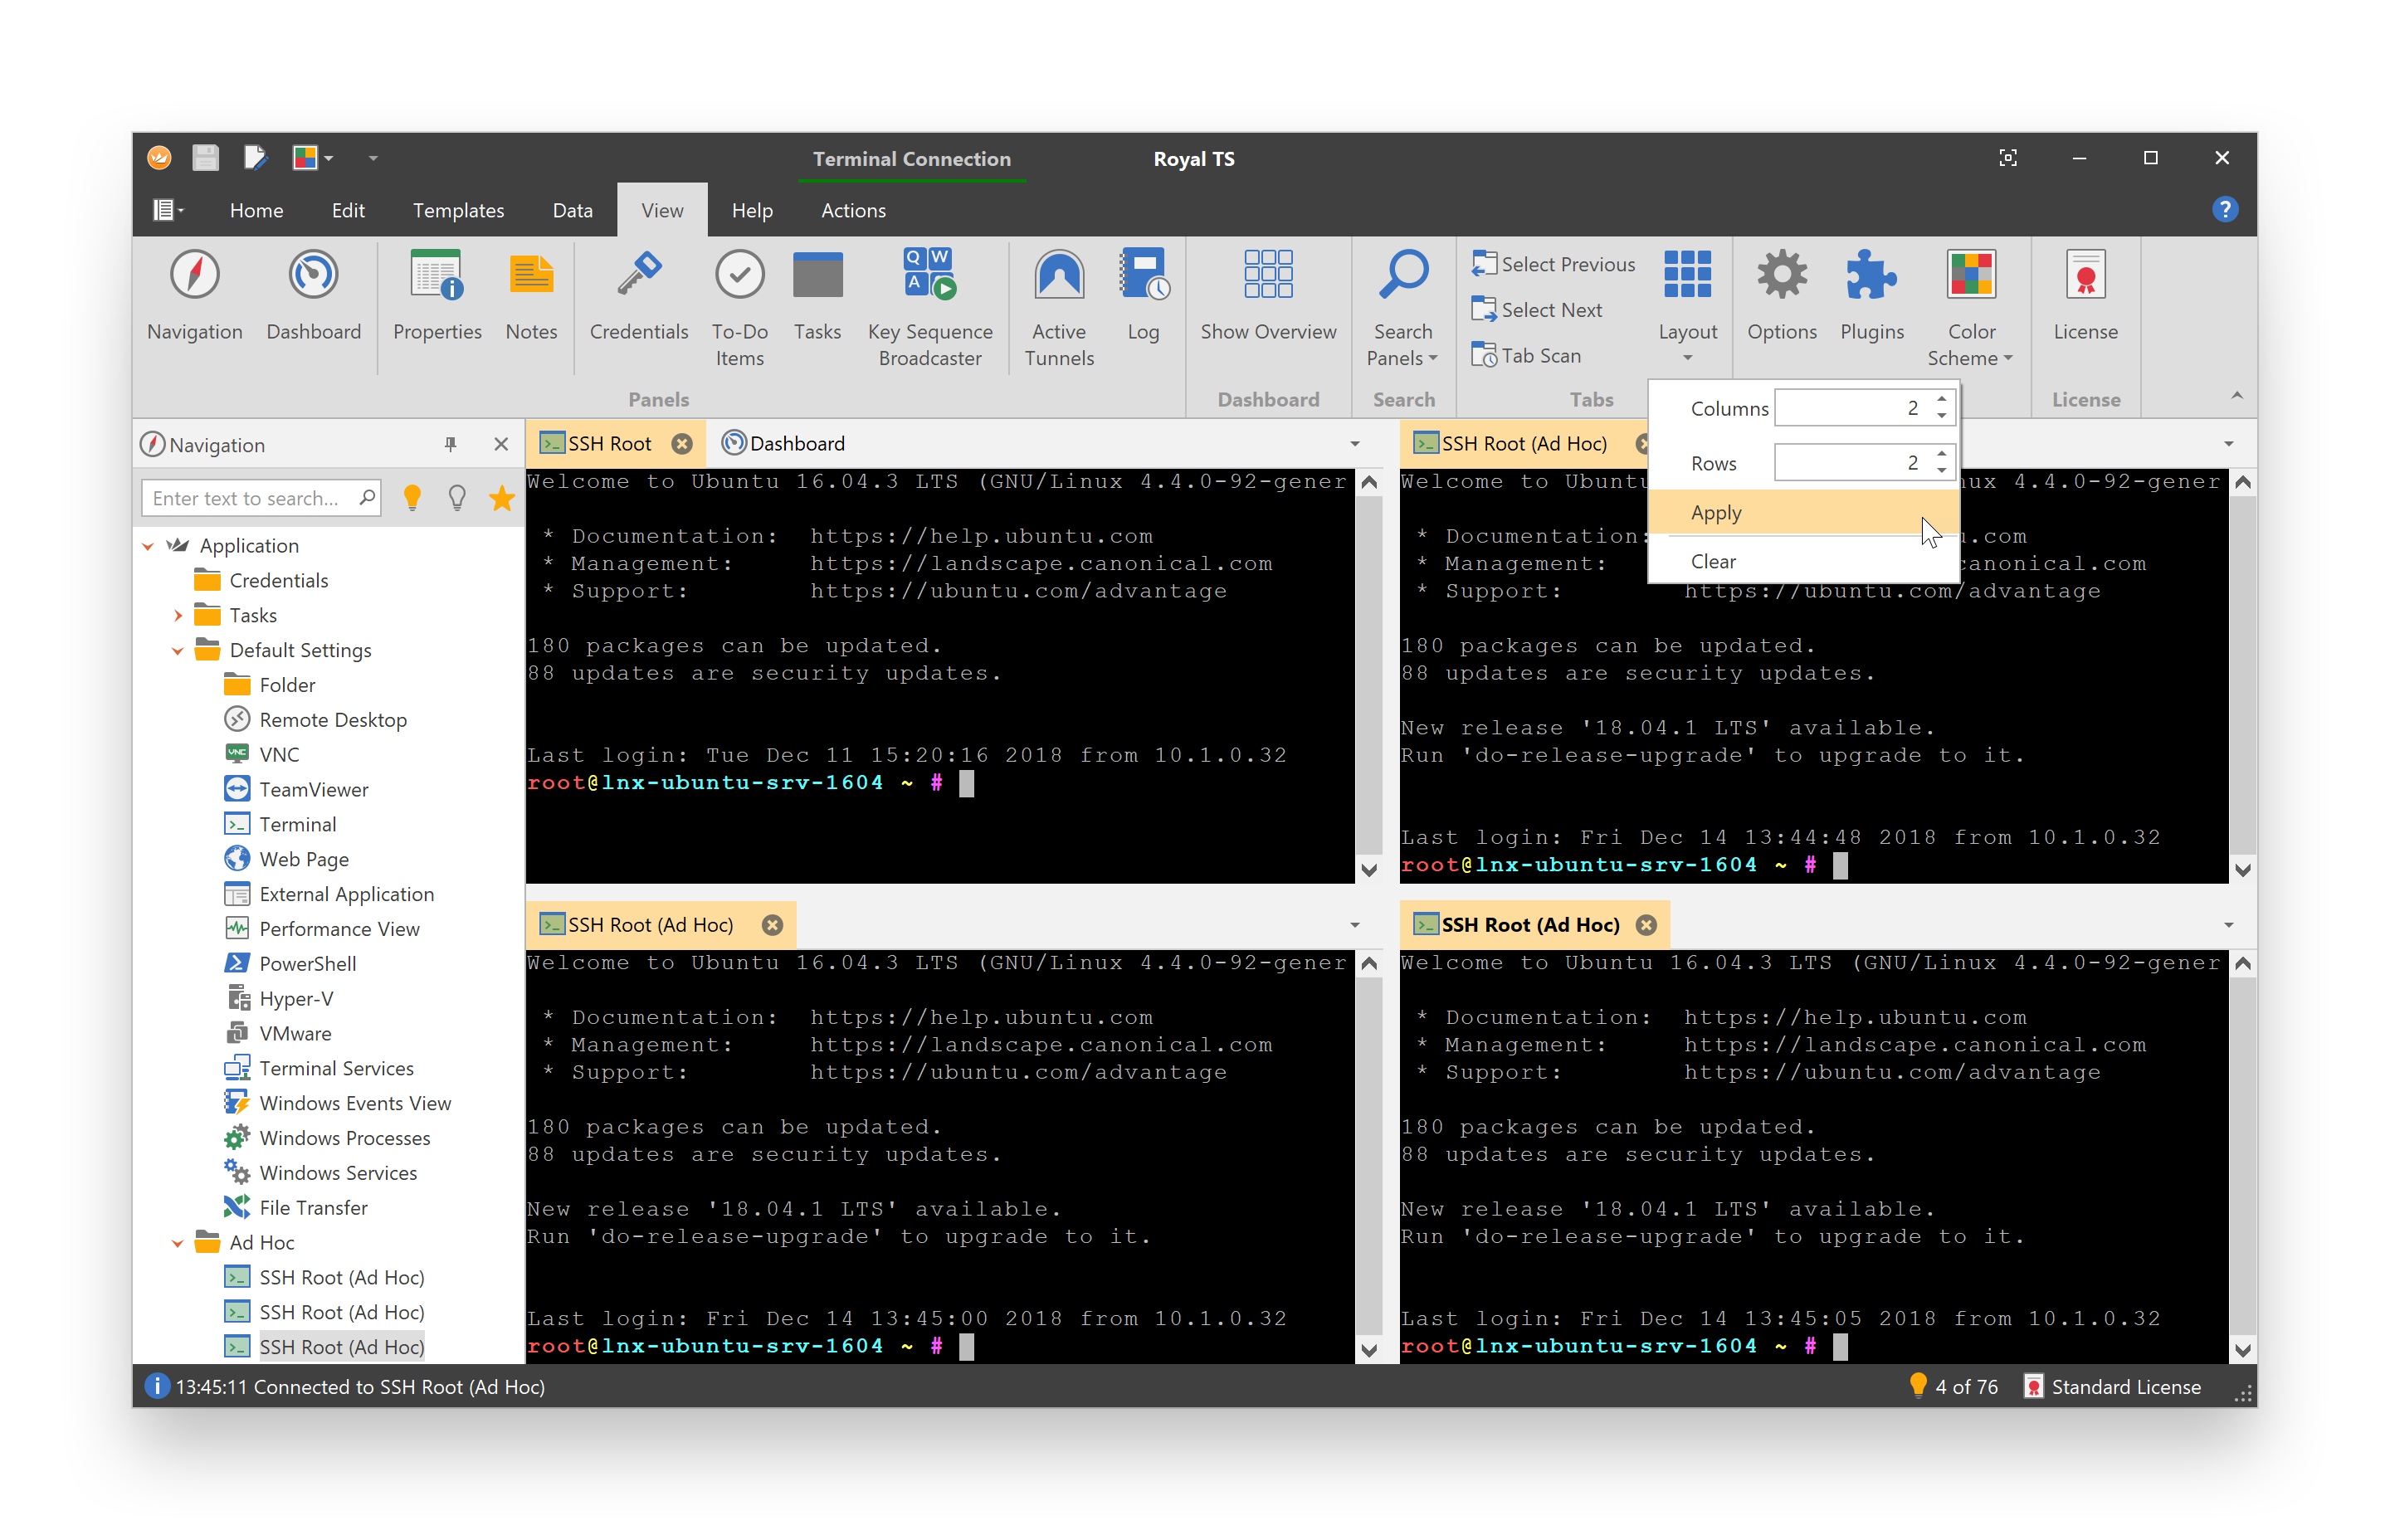 Terminal Connection
Royal TS
Home
Edit
Templates
Data
View
Help
Actions
?
Navigation
Dashboard
Properties
Notes
Credentials
To-Do
Items
Tasks
Q W
A
Key Sequence
Broadcaster
Active
Tunnels
Log
Panels
Show Overview
Dashboard
Search
Panels
Search
Select Previous
Select Next
Tab Scan
Tabs
Layout
Options
Plugins
Color
Scheme
License
License
Columns 2
Rows 2
Apply
Clear
Navigation
Enter text to search...
Application
Credentials
Tasks
Default Settings
Folder
Remote Desktop
VNC
VNC
TeamViewer
Terminal
Web Page
External Application
Performance View
PowerShell
Hyper-V
VMware
Terminal Services
Windows Events View
Windows Processes
Windows Services
File Transfer
Ad Hoc
SSH Root (Ad Hoc)
SSH Root (Ad Hoc)
SSH Root (Ad Hoc)
SSH Root
Dashboard
Welcome to Ubuntu 16.04.3 LTS (GNU/Linux 4.4.0-92-gener
* Documentation: https://help.ubuntu.com
* Management: https://landscape.canonical.com
* Support: https://ubuntu.com/advantage
180 packages can be updated.
88 updates are security updates.
Last login: Tue Dec 11 15:20:16 2018 from 10.1.0.32
root@lnx-ubuntu-srv-1604 ~ #
SSH Root (Ad Hoc)
Welcome to Ubuntu 4.4.0-92-gener
* Documentation: .com
* Management: canonical.com
* Support: https://ubuntu.com/advantage
180 packages can be updated.
88 updates are security updates.
New release '18.04.1 LTS' available.
Run 'do-release-upgrade' to upgrade to it.
Last login: Fri Dec 14 13:44:48 2018 from 10.1.0.32
root@lnx-ubuntu-srv-1604 ~ #
SSH Root (Ad Hoc)
Welcome to Ubuntu 16.04.3 LTS (GNU/Linux 4.4.0-92-gener
* Documentation: https://help.ubuntu.com
* Management: https://landscape.canonical.com
* Support: https://ubuntu.com/advantage
180 packages can be updated.
88 updates are security updates.
New release '18.04.1 LTS' available.
Run 'do-release-upgrade' to upgrade to it.
Last login: Fri Dec 14 13:45:00 2018 from 10.1.0.32
root@lnx-ubuntu-srv-1604 ~ #
SSH Root (Ad Hoc)
Welcome to Ubuntu 16.04.3 LTS (GNU/Linux 4.4.0-92-gener
* Documentation: https://help.ubuntu.com
* Management: https://landscape.canonical.com
* Support: https://ubuntu.com/advantage
180 packages can be updated.
88 updates are security updates.
New release '18.04.1 LTS' available.
Run 'do-release-upgrade' to upgrade to it.
Last login: Fri Dec 14 13:45:05 2018 from 10.1.0.32
root@lnx-ubuntu-srv-1604 ~ #
13:45:11 Connected to SSH Root (Ad Hoc)
4 of 76
Standard License